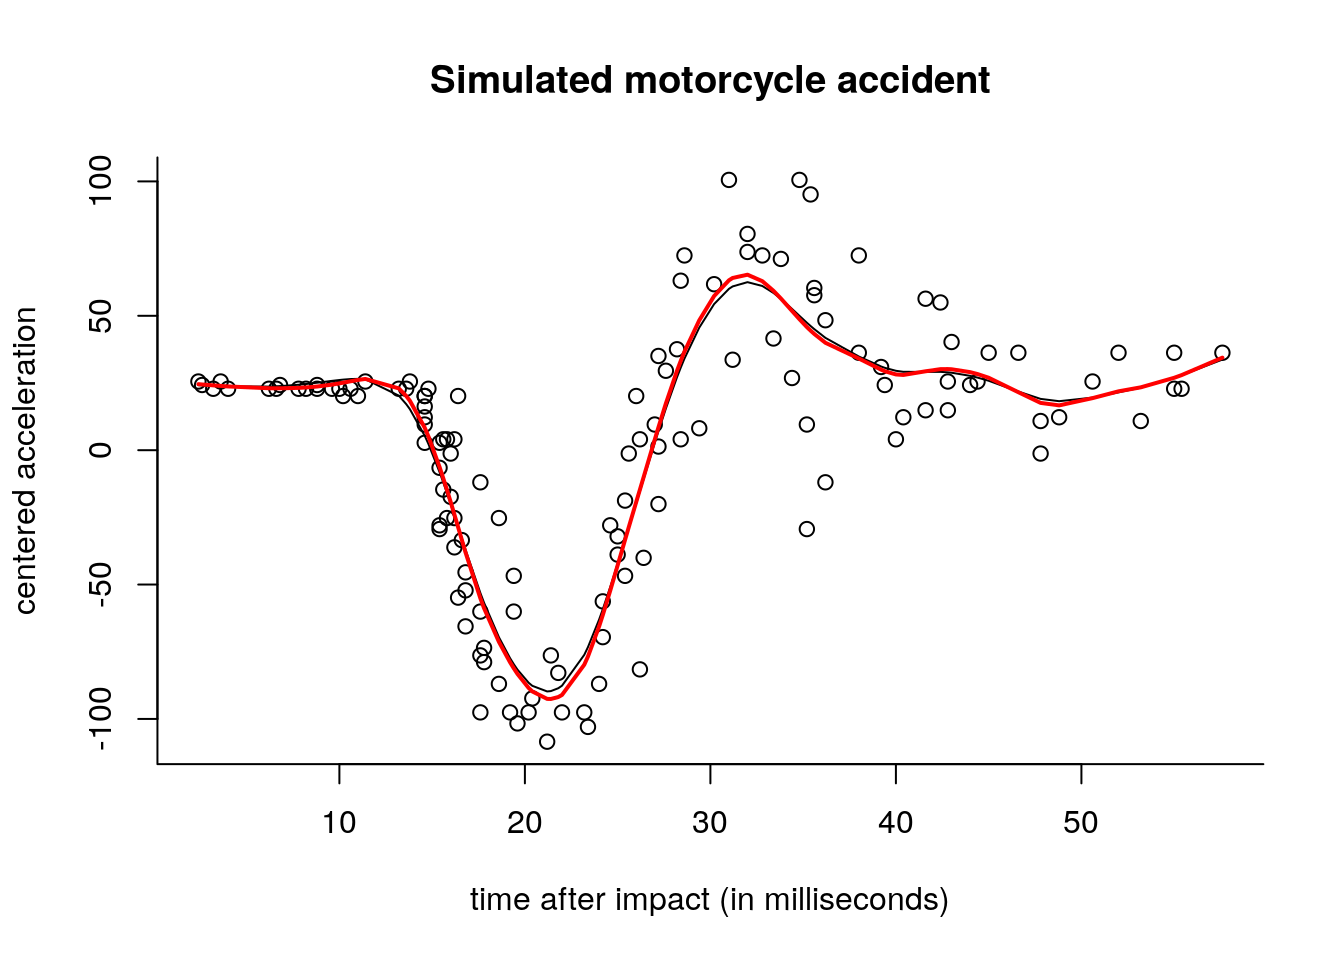 Simulated motorcycle accident
centered acceleration
100
50
0
-50
-100
10 20 30 40 50
time after impact (in milliseconds)